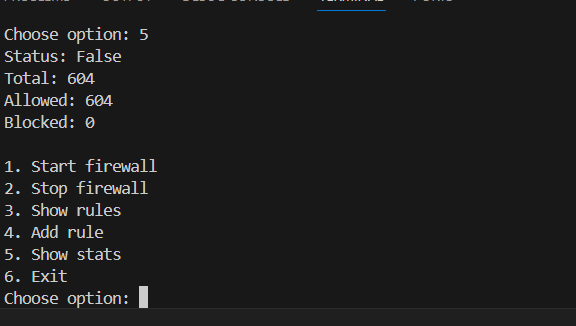 TERMINAL
Choose option: 5
Status: False
Total: 604
Allowed: 604
Blocked: 0
1. Start firewall
2. Stop firewall
3. Show rules
4. Add rule
5. Show stats
6. Exit
Choose option: